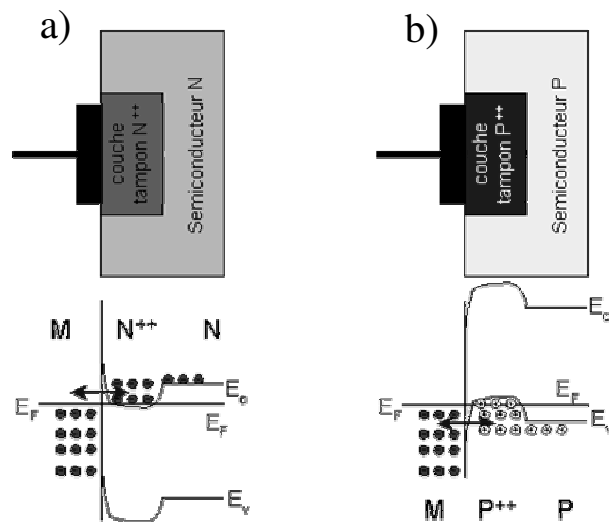 a)
couche
tampon N++
Semiconducteur N
M N++ N
E_F
E_C
E_F
E_V
b)
couche
tampon P++
Semiconducteur P
E_C
E_F
E_F
E_V
M P++ P